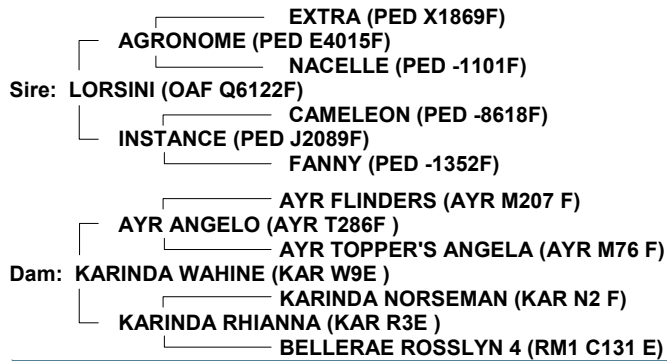 EXTRA (PED X1869F)
AGRONOME (PED E4015F)
NACELLE (PED -1101F)
Sire: LORSINI (OAF Q6122F)
CAMELEON (PED -8618F)
INSTANCE (PED J2089F)
FANNY (PED -1352F)
AYR FLINDERS (AYR M207 F)
AYR ANGELO (AYR T286F )
AYR TOPPER'S ANGELA (AYR M76 F)
Dam: KARINDA WAHINE (KAR W9E )
KARINDA NORSEMAN (KAR N2 F)
KARINDA RHIANNA (KAR R3E )
BELLERAE ROSSLYN 4 (RM1 C131 E)